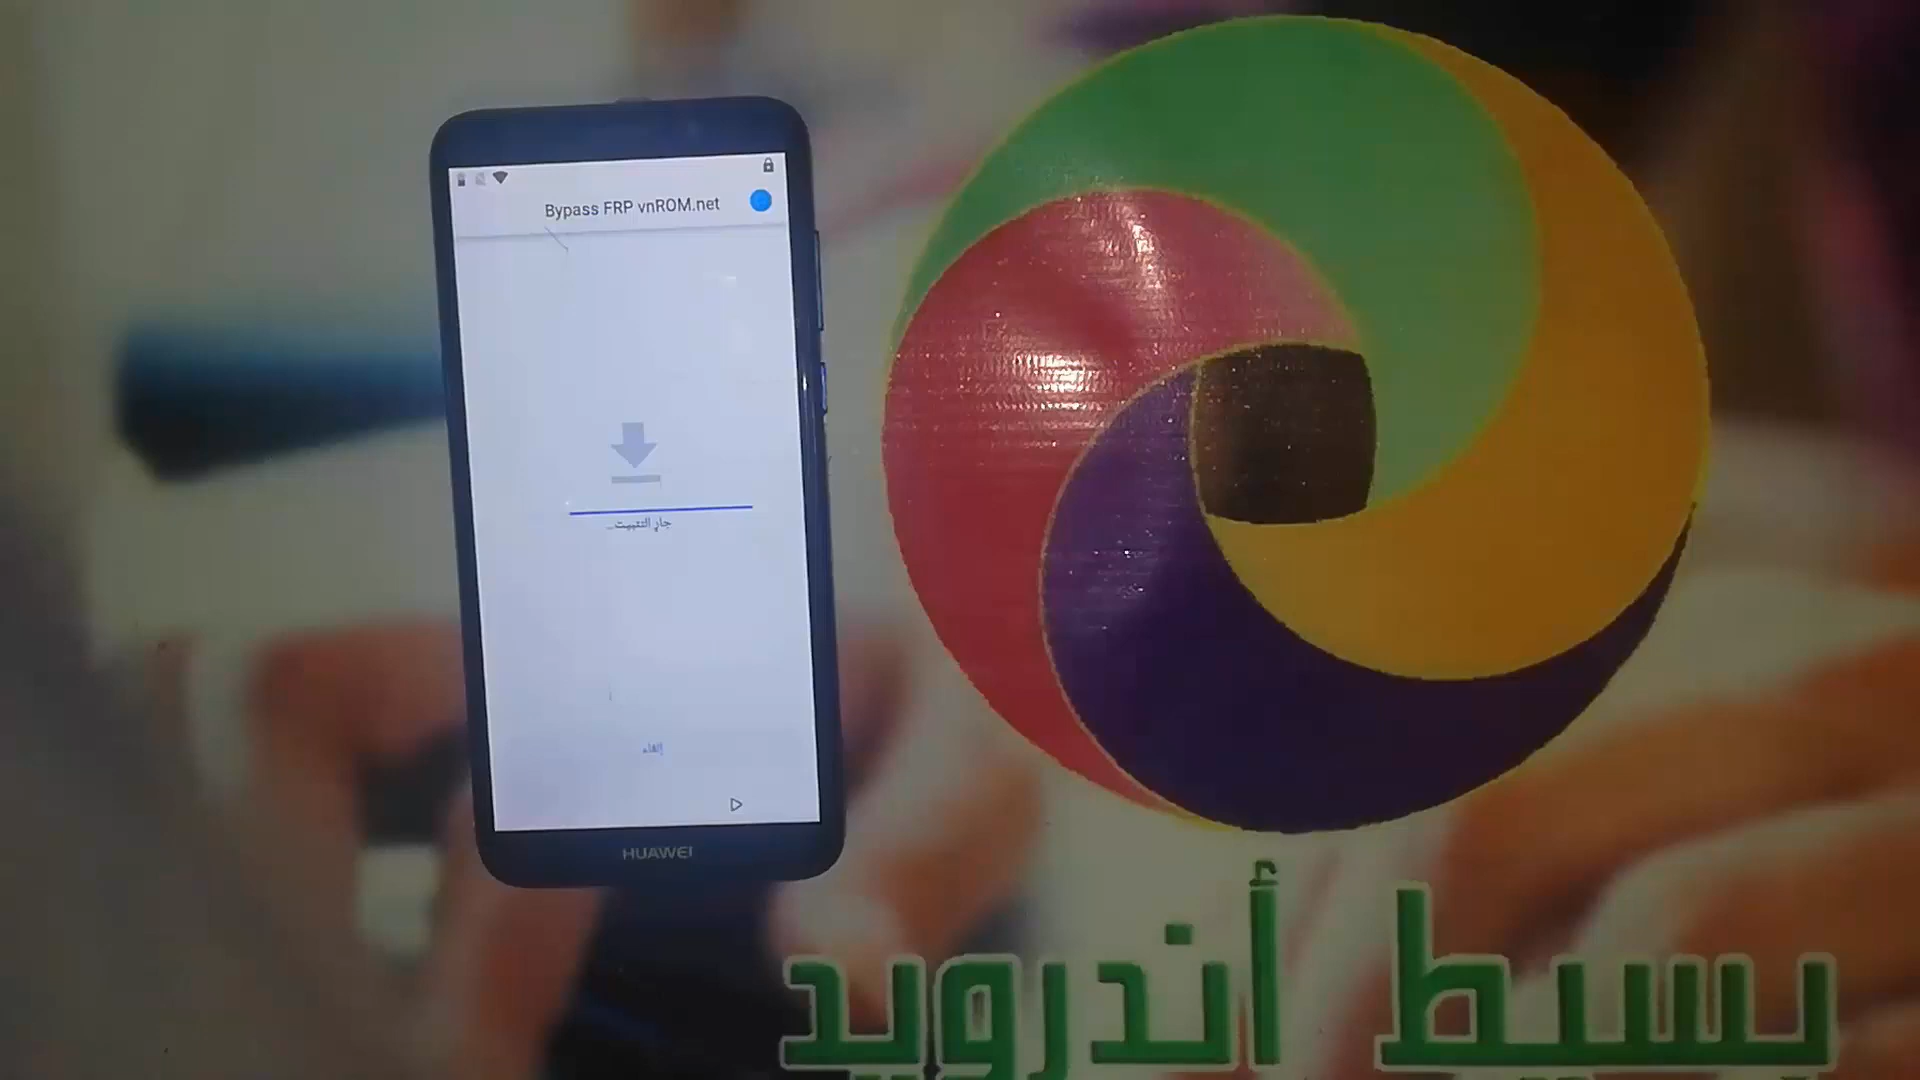 Bypass FRP vnROM.net
جارٍ التثبيت...
إلغاء
HUAWEI
بسيط أندرويد